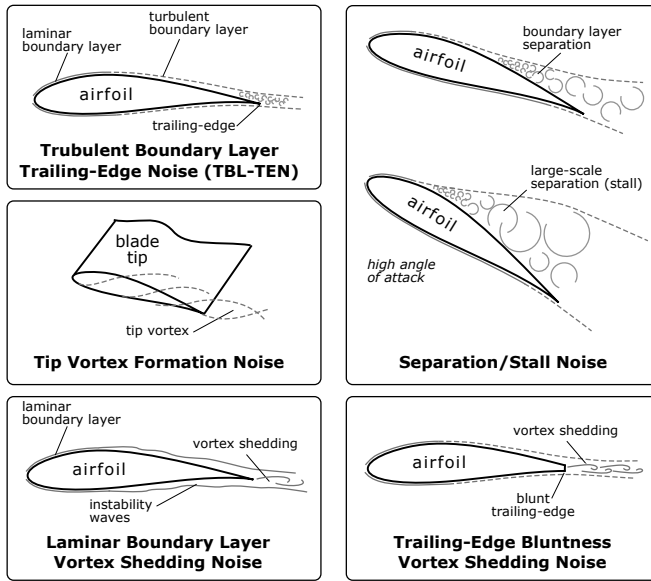 laminar
boundary layer
turbulent
boundary layer
airfoil
trailing-edge
Trubulent Boundary Layer
Trailing-Edge Noise (TBL-TEN)
blade
tip
tip vortex
Tip Vortex Formation Noise
laminar
boundary layer
vortex shedding
airfoil
instability
waves
Laminar Boundary Layer
Vortex Shedding Noise
boundary layer
separation
airfoil
large-scale
separation (stall)
airfoil
high angle
of attack
Separation/Stall Noise
vortex shedding
airfoil
blunt
trailing-edge
Trailing-Edge Bluntness
Vortex Shedding Noise